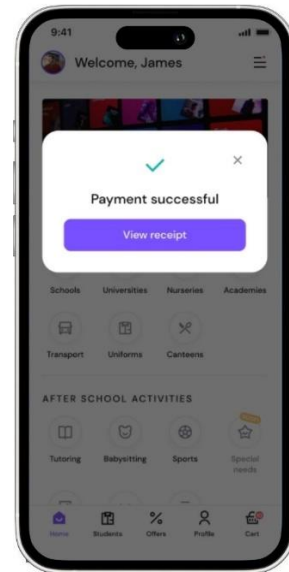 9:41
Welcome, James
Payment successful
View receipt
Schools Universities Nurseries Academies
Transport Uniforms Canteens
AFTER SCHOOL ACTIVITIES
Tutoring Babysitting Sports Special needs
Home Students Offers Profile Cart